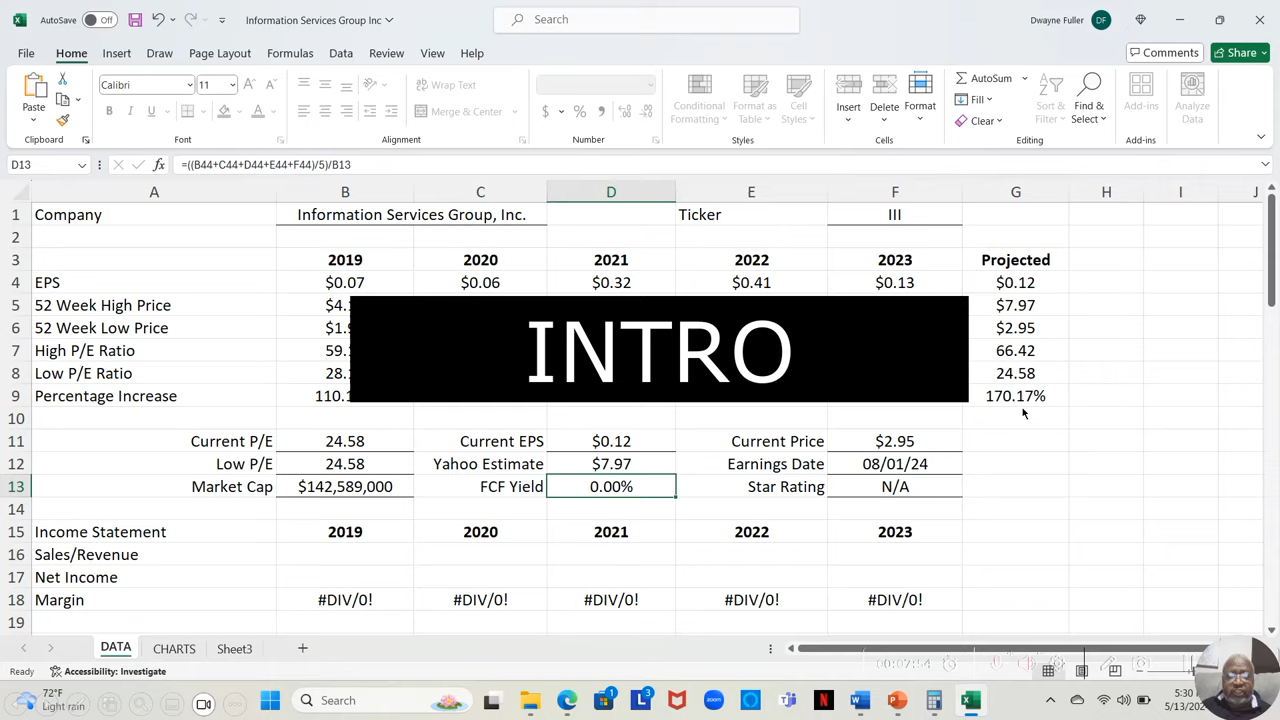 AutoSave Off Information Services Group Inc Search Dwayne Fuller DF
File Home Insert Draw Page Layout Formulas Data Review View Help Comments Share
Paste Calibri 11 Wrap Text Merge & Center Conditional Formatting Format as Table Cell Styles Insert Delete Format AutoSum Fill Clear Sort & Filter Find & Select Add-ins Analyze Data
Clipboard Font Alignment Number Styles Cells Editing Add-ins
D13 fx =((B44+C44+D44+E44+F44)/5)/B13
A B C D E F G H I J
1 Company Information Services Group, Inc. Ticker III
2
3 2019 2020 2021 2022 2023 Projected
4 EPS $0.07 $0.06 $0.32 $0.41 $0.13 $0.12
5 52 Week High Price $7.97
6 52 Week Low Price $2.95
INTRO
7 High P/E Ratio 66.42
8 Low P/E Ratio 24.58
9 Percentage Increase 170.17%
10
11 Current P/E 24.58 Current EPS $0.12 Current Price $2.95
12 Low P/E 24.58 Yahoo Estimate $7.97 Earnings Date 08/01/24
13 Market Cap $142,589,000 FCF Yield 0.00% Star Rating N/A
14
15 Income Statement 2019 2020 2021 2022 2023
16 Sales/Revenue
17 Net Income
18 Margin #DIV/0! #DIV/0! #DIV/0! #DIV/0! #DIV/0!
19
DATA CHARTS Sheet3
Ready Accessibility: Investigate 00:07:54
72°F Search 5:30
Light rain